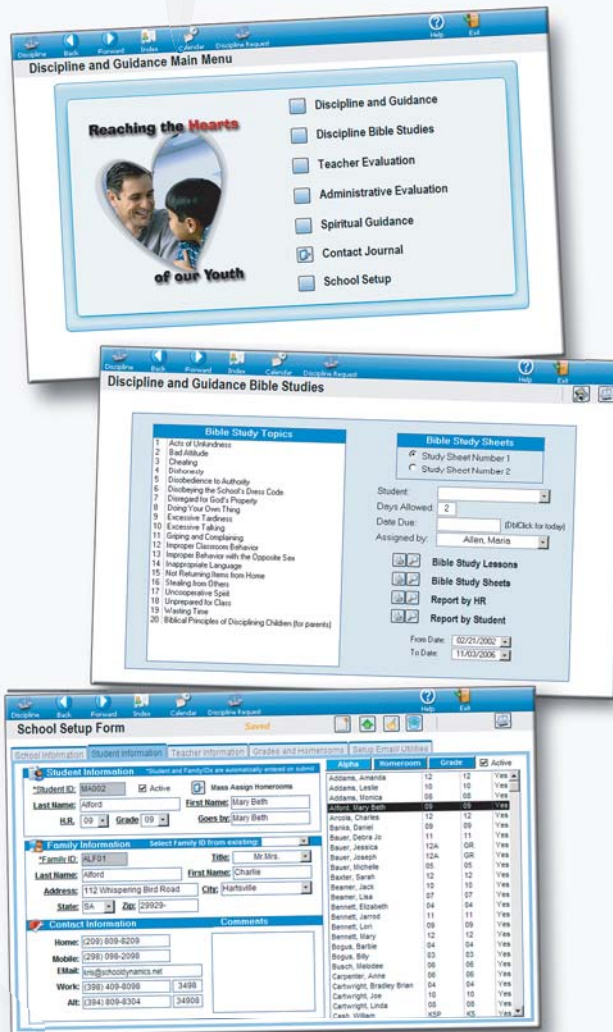 Discipline Back Forward Index Calendar Discipline Request Help Exit
Discipline and Guidance Main Menu
Reaching the Hearts
of our Youth
Discipline and Guidance
Discipline Bible Studies
Teacher Evaluation
Administrative Evaluation
Spiritual Guidance
Contact Journal
School Setup
Discipline Back Forward Index Calendar Discipline Request Help Exit
Discipline and Guidance Bible Studies
Bible Study Topics
1 Acts of Unkindness
2 Bad Attitude
3 Cheating
4 Dishonesty
5 Disobedience to Authority
6 Disobeying the School's Dress Code
7 Disregard for God's Property
8 Doing Your Own Thing
9 Excessive Tardiness
10 Excessive Talking
11 Griping and Complaining
12 Improper Classroom Behavior
13 Improper Behavior with the Opposite Sex
14 Inappropriate Language
15 Not Returning Items from Home
16 Stealing from Others
17 Uncooperative Spirit
18 Unprepared for Class
19 Wasting Time
20 Biblical Principles of Disciplining Children (for parents)
Bible Study Sheets
Study Sheet Number 1
Study Sheet Number 2
Student:
Days Allowed: 2
Date Due: (DblClick for today)
Assigned by: Allen, Maria
Bible Study Lessons
Bible Study Sheets
Report by HR
Report by Student
From Date: 02/21/2002
To Date: 11/03/2006
Discipline Back Forward Index Calendar Discipline Request Help Exit
School Setup Form Saved
School Information Student Information Teacher Information Grades and Homerooms Setup Email/Utilities
Student Information *Student and Family IDs are automatically entered on submit
*Student ID: MA002 Active Mass Assign Homerooms
Last Name: Alford First Name: Mary Beth
H.R. 09 Grade 09 Goes by: Mary Beth
Family Information Select Family ID from existing:
*Family ID: ALF01 Title: Mr.Mrs.
Last Name: Alford First Name: Charlie
Address: 112 Whispering Bird Road City: Hartsville
State: SA Zip: 29929-
Contact Information Comments
Home: (209) 809-8209
Mobile: (298) 098-2098
EMail: kris@schooldynamics.net
Work: (398) 409-8098 3498
Alt: (394) 809-8304 34908
Alpha Homeroom Grade Active
Addams, Amanda 12 12 Yes
Addams, Leslie 10 10 Yes
Addams, Monica 08 08 Yes
Alford, Mary Beth 09 09 Yes
Arcola, Charles 12 12 Yes
Banks, Daniel 09 09 Yes
Bauer, Debra Jo 11 11 Yes
Bauer, Jessica 12A GR Yes
Bauer, Joseph 12A GR Yes
Bauer, Michelle 05 05 Yes
Baxter, Sarah 12 12 Yes
Beamer, Jack 10 10 Yes
Beamer, Lisa 07 07 Yes
Bennett, Elizabeth 04 04 Yes
Bennett, Jarrod 11 11 Yes
Bennett, Lori 09 09 Yes
Bennett, Mary 12 12 Yes
Bogus, Barbie 04 04 Yes
Bogus, Billy 03 03 Yes
Busch, Melodee 06 06 Yes
Carpenter, Anne 06 06 Yes
Cartwright, Bradley Brian 04 04 Yes
Cartwright, Joe 10 10 Yes
Cartwright, Linda 08 08 Yes
Cash, William K5P K5 Yes